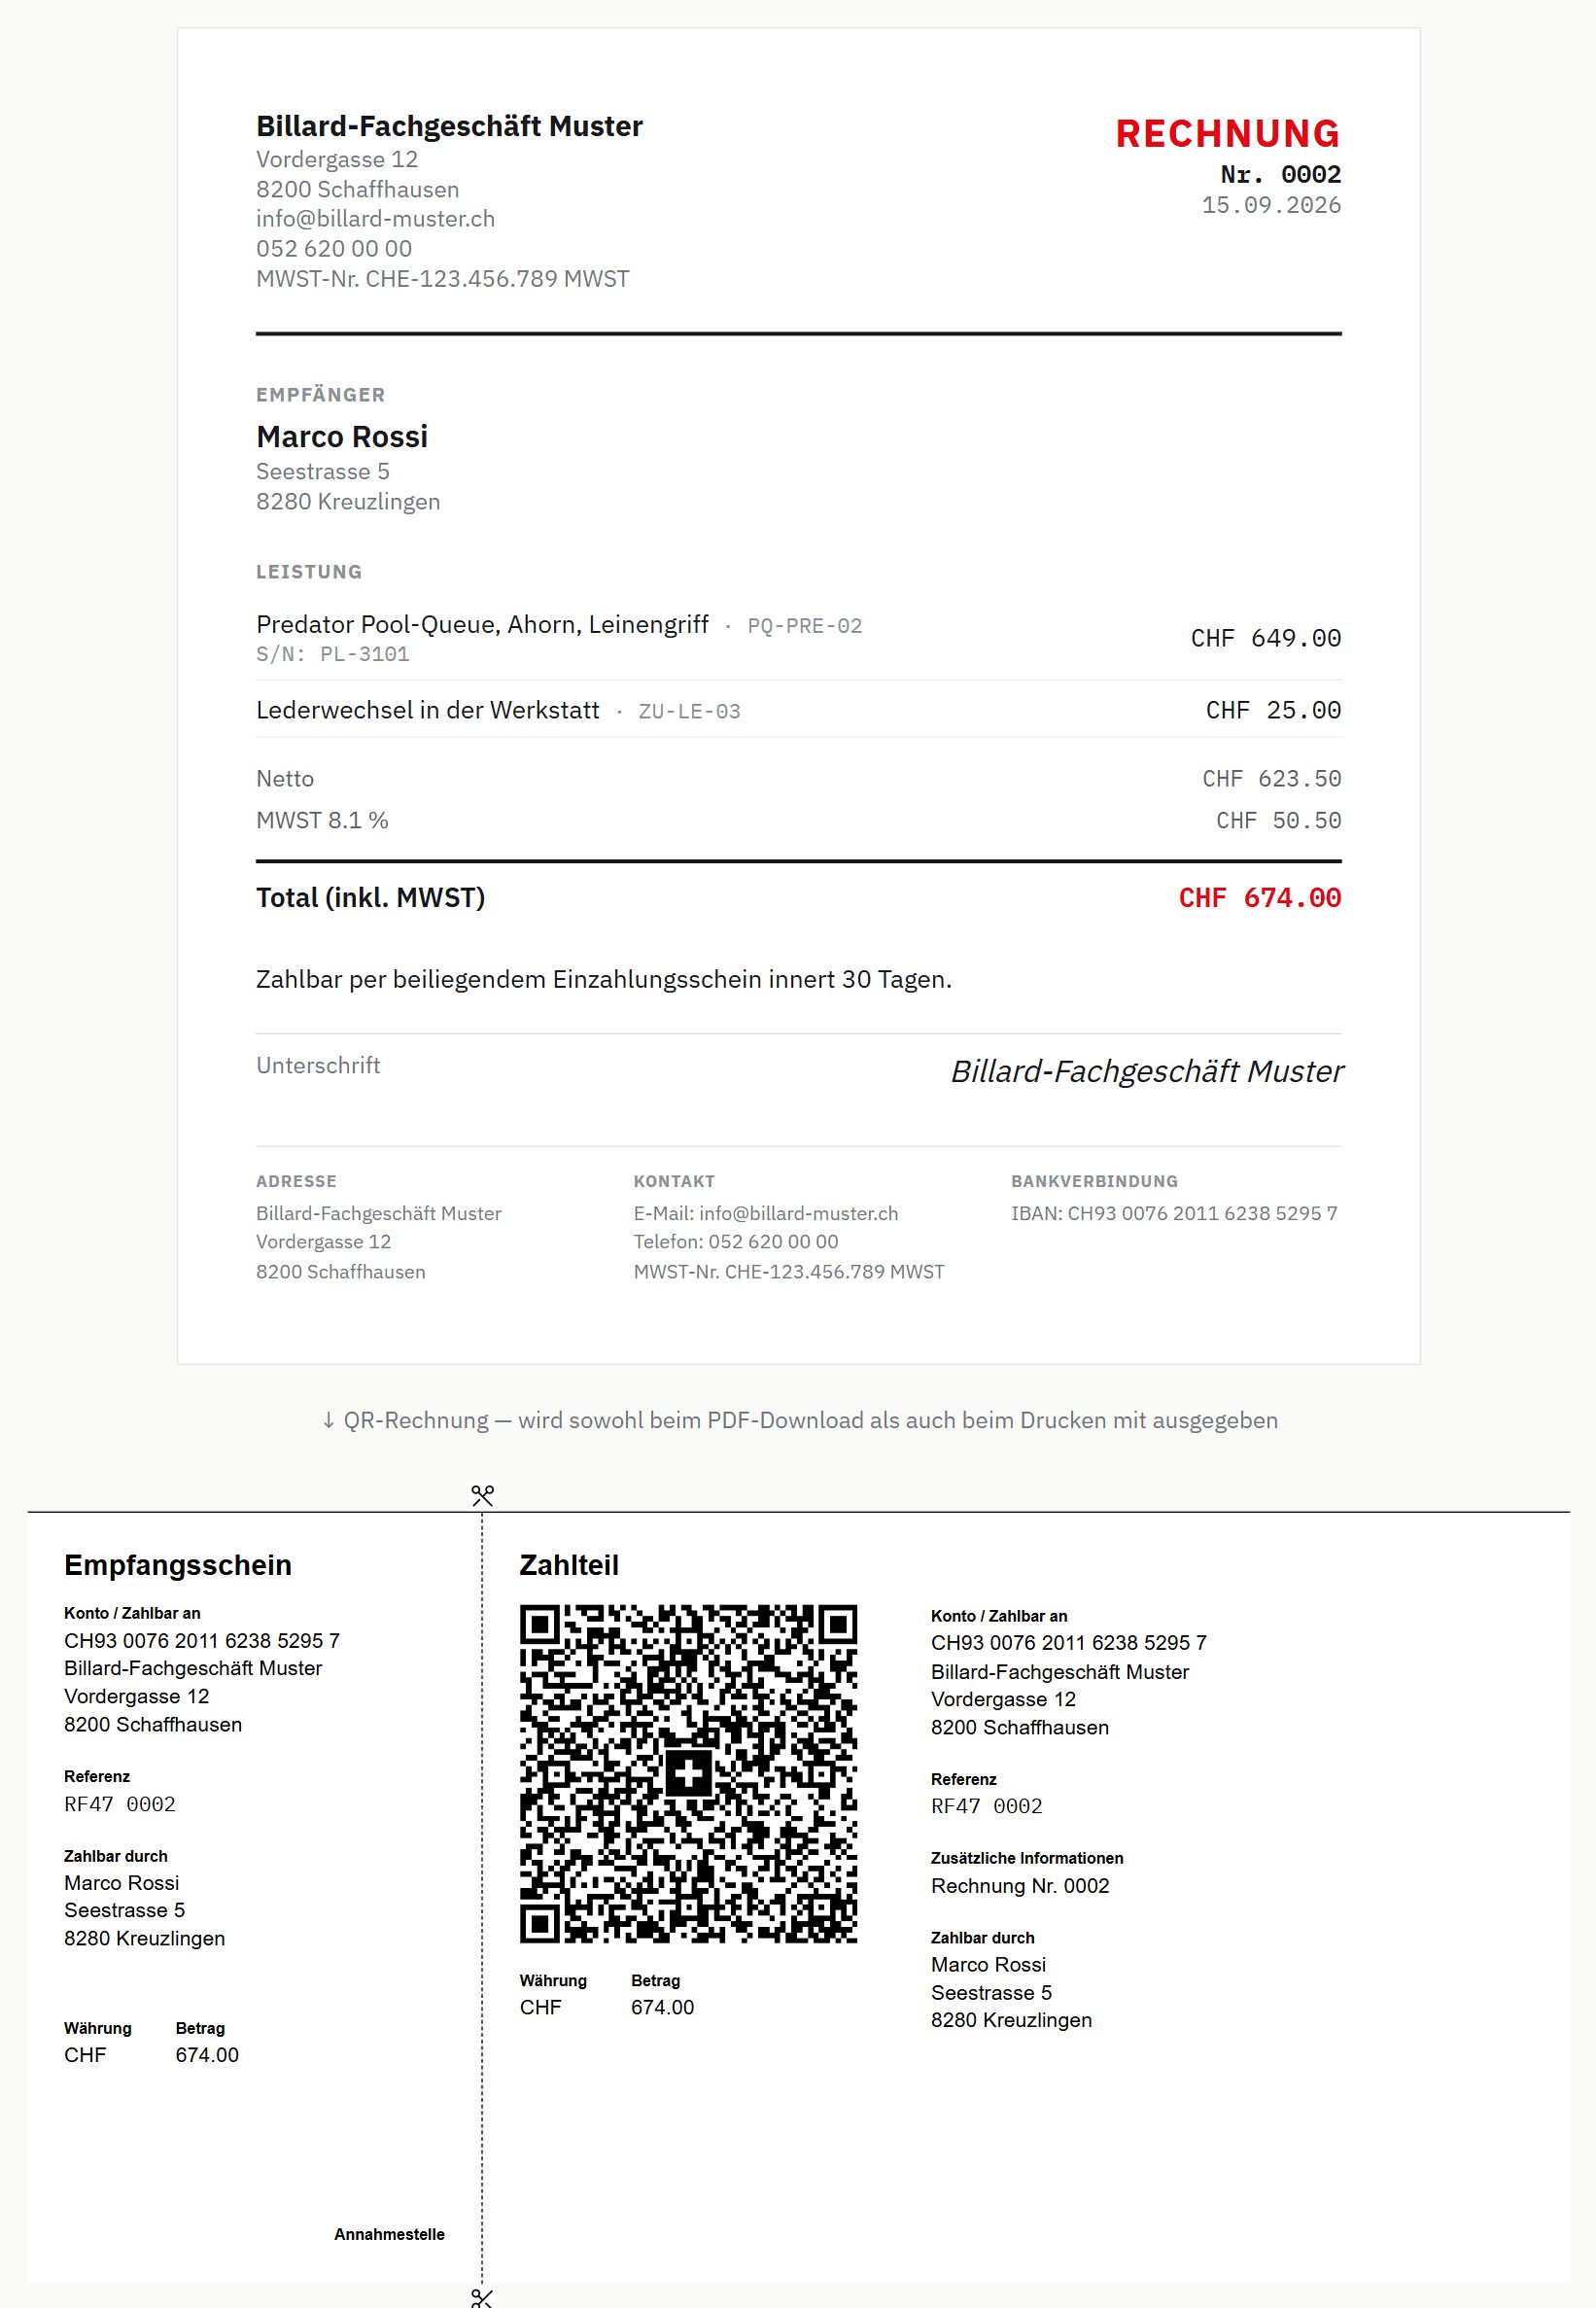 Billard-Fachgeschäft Muster
Vordergasse 12
8200 Schaffhausen
info@billard-muster.ch
052 620 00 00
MWST-Nr. CHE-123.456.789 MWST
RECHNUNG
Nr. 0002
15.09.2026
EMPFÄNGER
Marco Rossi
Seestrasse 5
8280 Kreuzlingen
LEISTUNG
Predator Pool-Queue, Ahorn, Leinengriff · PQ-PRE-02
S/N: PL-3101
CHF 649.00
Lederwechsel in der Werkstatt · ZU-LE-03 CHF 25.00
Netto CHF 623.50
MWST 8.1 % CHF 50.50
Total (inkl. MWST) CHF 674.00
Zahlbar per beiliegendem Einzahlungsschein innert 30 Tagen.
Unterschrift Billard-Fachgeschäft Muster
ADRESSE
Billard-Fachgeschäft Muster
Vordergasse 12
8200 Schaffhausen
KONTAKT
E-Mail: info@billard-muster.ch
Telefon: 052 620 00 00
MWST-Nr. CHE-123.456.789 MWST
BANKVERBINDUNG
IBAN: CH93 0076 2011 6238 5295 7
↓ QR-Rechnung — wird sowohl beim PDF-Download als auch beim Drucken mit ausgegeben
Empfangsschein
Konto / Zahlbar an
CH93 0076 2011 6238 5295 7
Billard-Fachgeschäft Muster
Vordergasse 12
8200 Schaffhausen
Referenz
RF47 0002
Zahlbar durch
Marco Rossi
Seestrasse 5
8280 Kreuzlingen
Währung Betrag
CHF 674.00
Annahmestelle
Zahlteil
Währung Betrag
CHF 674.00
Konto / Zahlbar an
CH93 0076 2011 6238 5295 7
Billard-Fachgeschäft Muster
Vordergasse 12
8200 Schaffhausen
Referenz
RF47 0002
Zusätzliche Informationen
Rechnung Nr. 0002
Zahlbar durch
Marco Rossi
Seestrasse 5
8280 Kreuzlingen